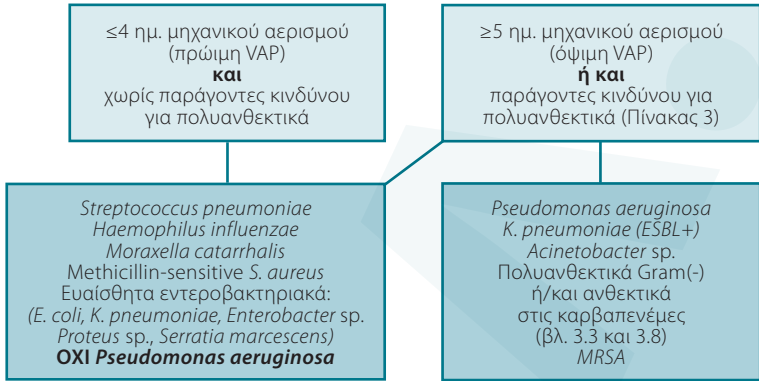 ≤4 ημ. μηχανικού αερισμού
(πρώιμη VAP)
και
χωρίς παράγοντες κινδύνου
για πολυανθεκτικά
≥5 ημ. μηχανικού αερισμού
(όψιμη VAP)
ή και
παράγοντες κινδύνου για
πολυανθεκτικά (Πίνακας 3)
Streptococcus pneumoniae
Haemophilus influenzae
Moraxella catarrhalis
Methicillin-sensitive S. aureus
Ευαίσθητα εντεροβακτηριακά:
(E. coli, K. pneumoniae, Enterobacter sp.
Proteus sp., Serratia marcescens)
ΟΧΙ Pseudomonas aeruginosa
Pseudomonas aeruginosa
K. pneumoniae (ESBL+)
Acinetobacter sp.
Πολυανθεκτικά Gram(-)
ή/και ανθεκτικά
στις καρβαπενέμες
(βλ. 3.3 και 3.8)
MRSA